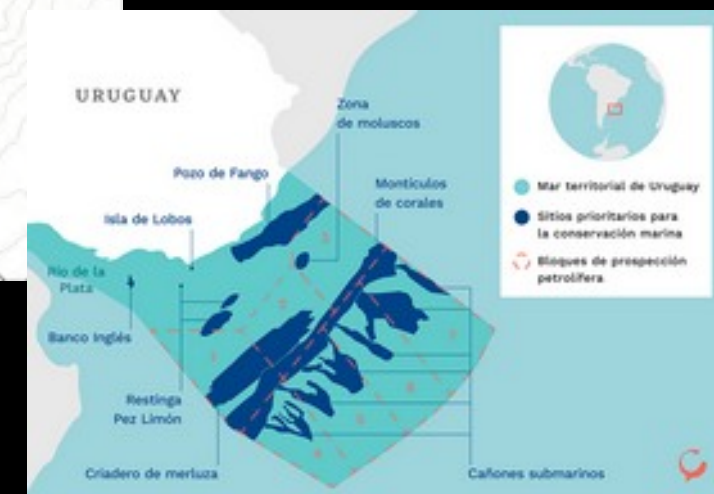 URUGUAY
Zona
de moluscos
Pozo de Fango
Montículos
de corales
Isla de Lobos
Río de la
Plata
Banco Inglés
Restinga
Pez Limón
Criadero de merluza
Cañones submarinos
Mar territorial de Uruguay
Sitios prioritarios para
la conservación marina
Bloques de prospección
petrolífera